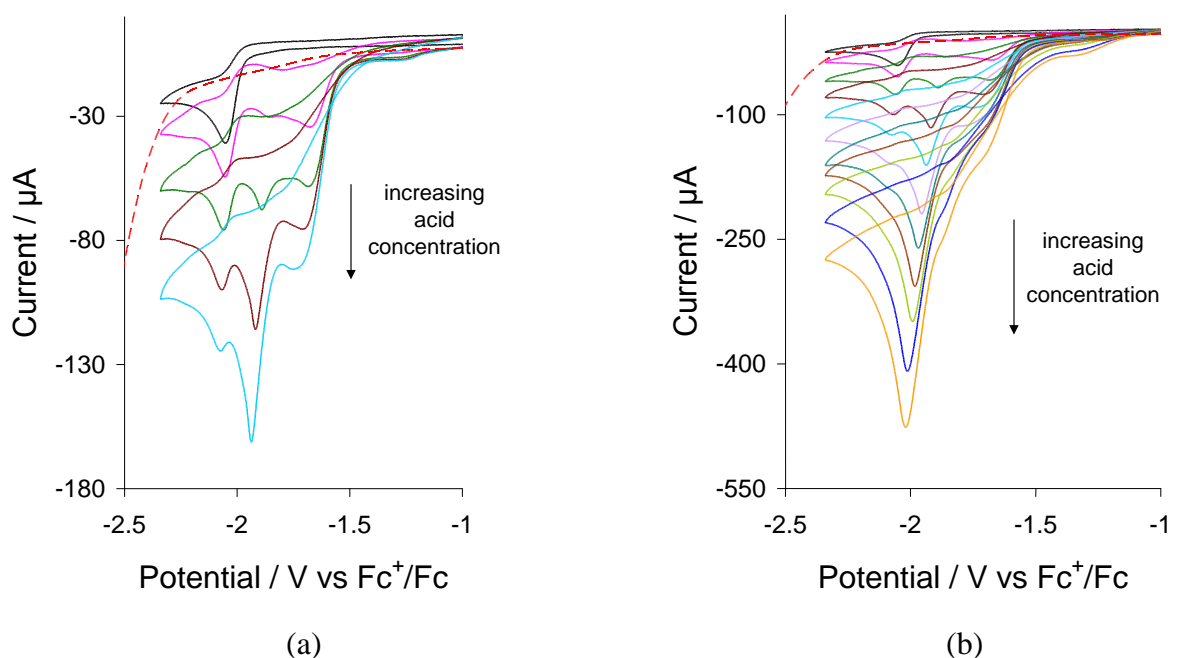 -30
-80
-130
-180
-2.5 -2 -1.5 -1
Current / µA
Potential / V vs Fc⁺/Fc
increasing
acid
concentration
(a)
-100
-250
-400
-550
-2.5 -2 -1.5 -1
Current / µA
Potential / V vs Fc⁺/Fc
increasing
acid
concentration
(b)